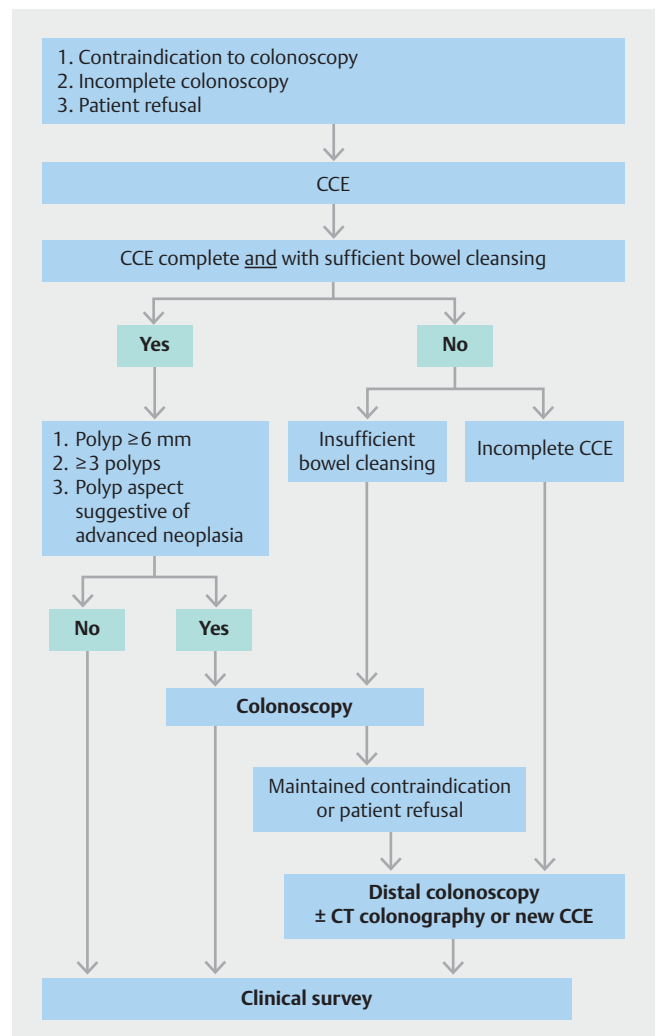 1. Contraindication to colonoscopy
2. Incomplete colonoscopy
3. Patient refusal
CCE
CCE complete and with sufficient bowel cleansing
Yes
No
1. Polyp ≥6 mm
2. ≥3 polyps
3. Polyp aspect
suggestive of
advanced neoplasia
Insufficient
bowel cleansing
Incomplete CCE
No
Yes
Colonoscopy
Maintained contraindication
or patient refusal
Distal colonoscopy
± CT colonography or new CCE
Clinical survey